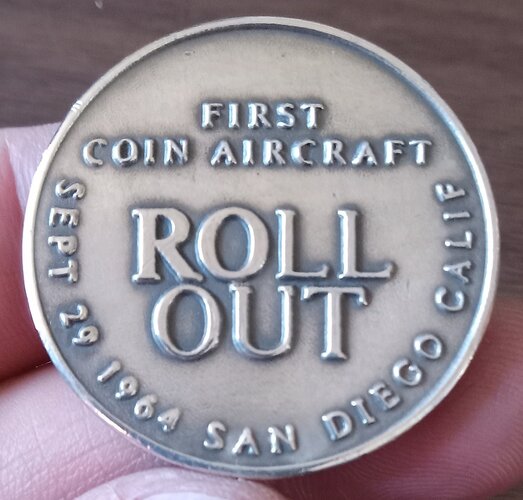 FIRST
COIN AIRCRAFT
ROLL
OUT
SEPT 29 1964 SAN DIEGO CALIF